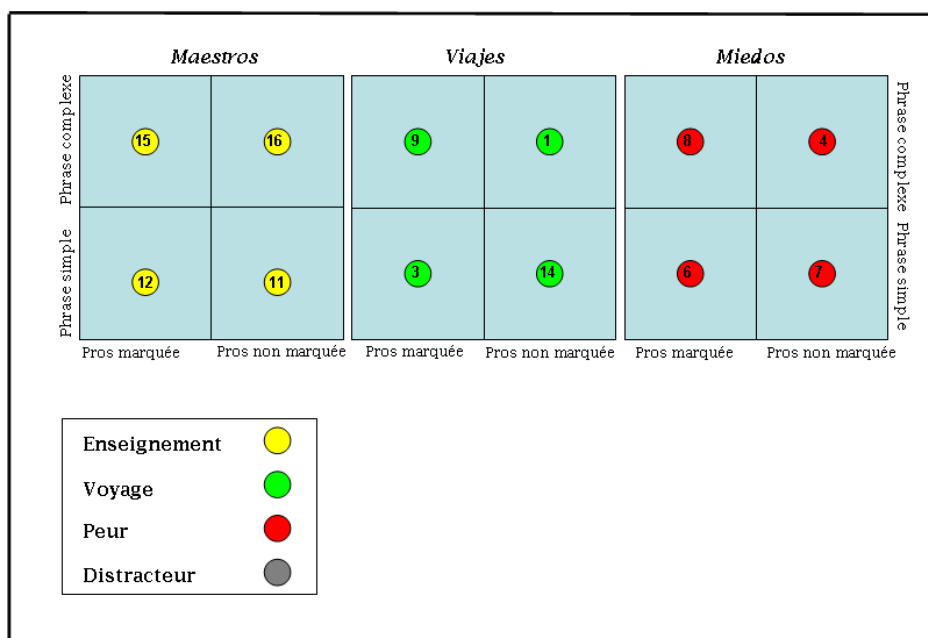 Maestros Viajes Miedos
Phrase complexe
15 16 9 1 8 4
Phrase complexe
Phrase simple
12 11 3 14 6 7
Phrase simple
Pros marquée Pros non marquée Pros marquée Pros non marquée Pros marquée Pros non marquée
Enseignement
Voyage
Peur
Distracteur